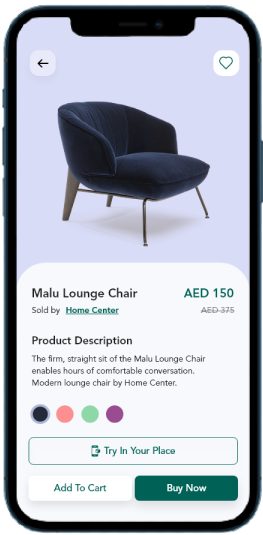 Malu Lounge Chair
AED 150
Sold by Home Center
AED 375
Product Description
The firm, straight sit of the Malu Lounge Chair
enables hours of comfortable conversation.
Modern lounge chair by Home Center.
Try In Your Place
Add To Cart
Buy Now